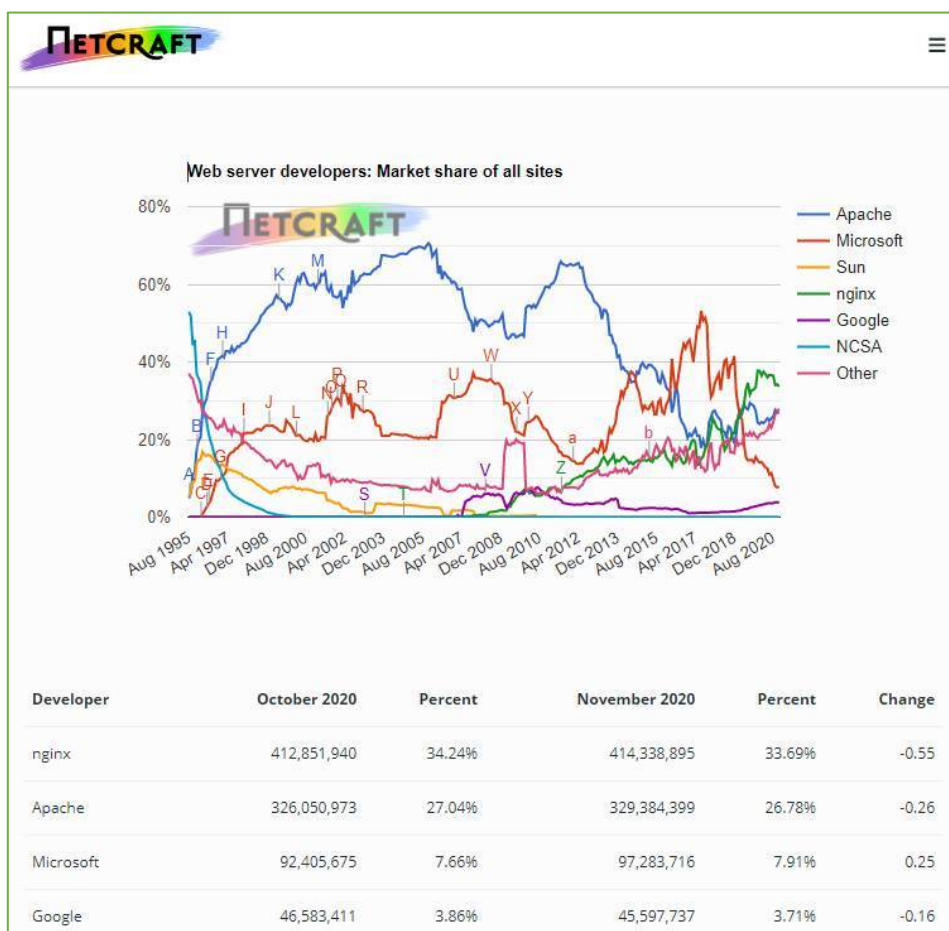 NETCRAFT
Web server developers: Market share of all sites
NETCRAFT
80%
60%
40%
20%
0%
A
B
C
E
F
G
H
I
J
K
L
M
N
O
P
Q
R
S
T
U
V
W
X
Y
Z
a
b
Aug 1995
Apr 1997
Dec 1998
Aug 2000
Apr 2002
Dec 2003
Aug 2005
Apr 2007
Dec 2008
Aug 2010
Apr 2012
Dec 2013
Aug 2015
Apr 2017
Dec 2018
Aug 2020
Apache
Microsoft
Sun
nginx
Google
NCSA
Other
Developer October 2020 Percent November 2020 Percent Change
nginx 412,851,940 34.24% 414,338,895 33.69% -0.55
Apache 326,050,973 27.04% 329,384,399 26.78% -0.26
Microsoft 92,405,675 7.66% 97,283,716 7.91% 0.25
Google 46,583,411 3.86% 45,597,737 3.71% -0.16